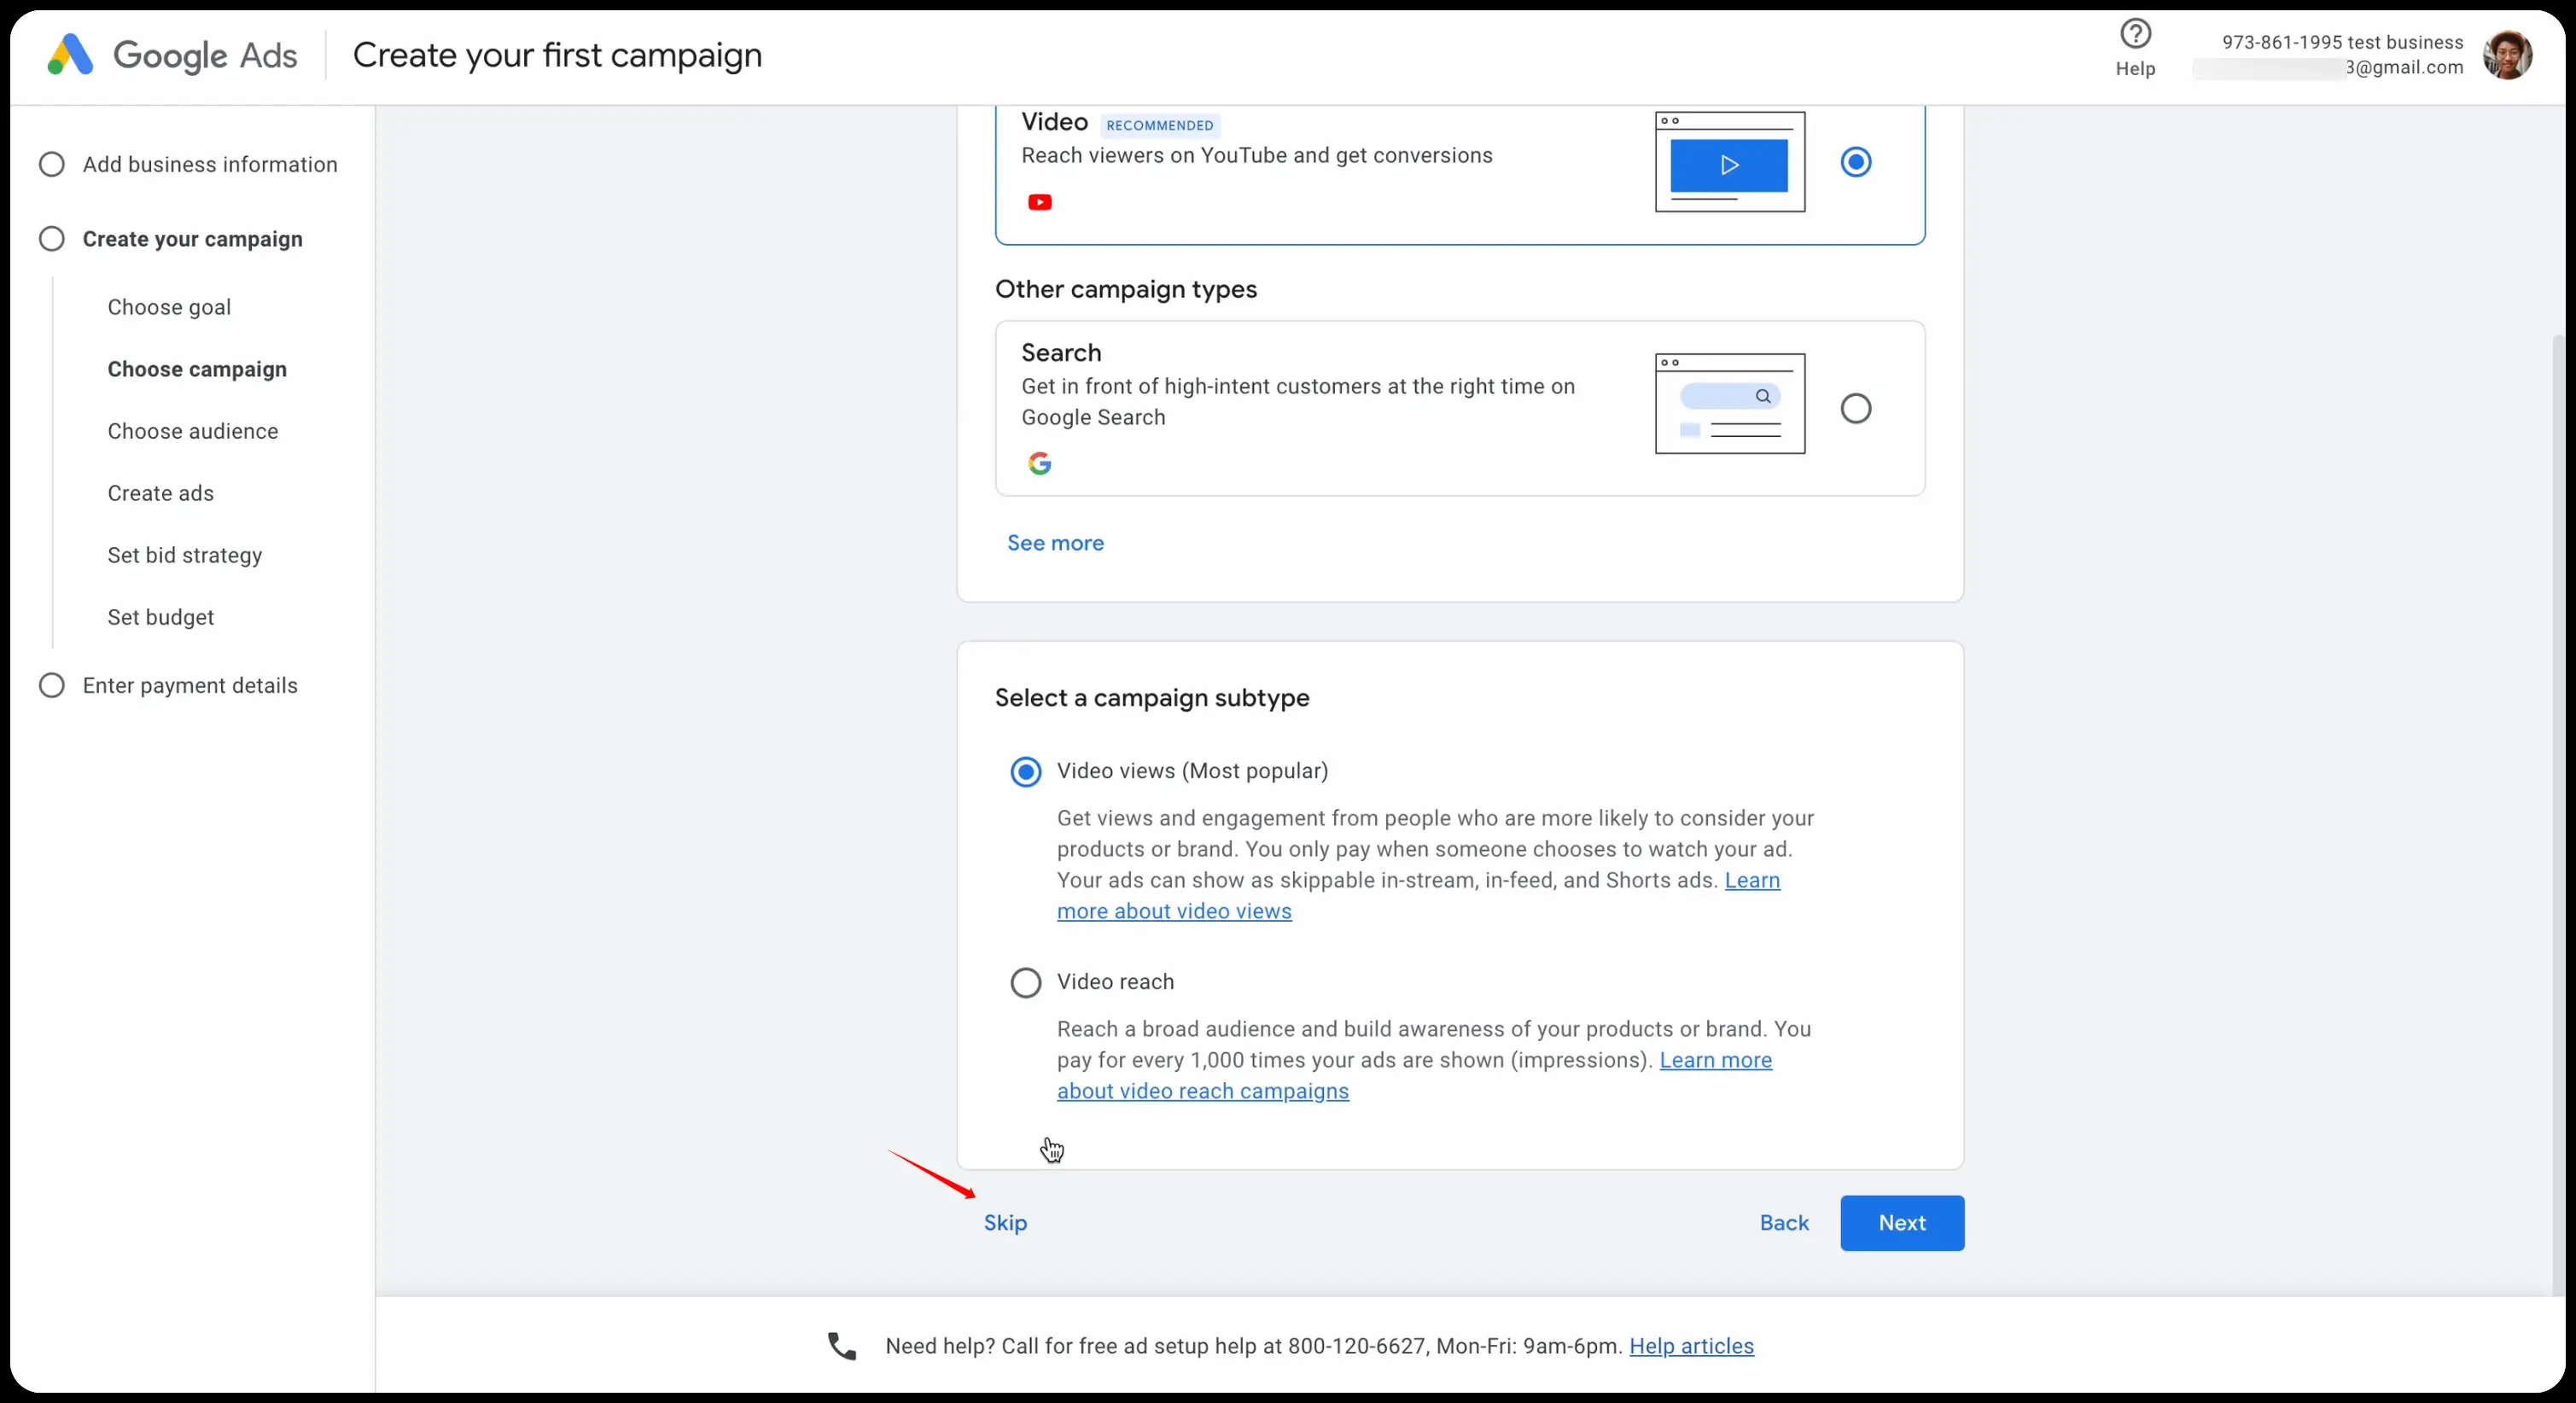 Google Ads
Create your first campaign
Help
973-861-1995 test business
3@gmail.com
Add business information
Create your campaign
Choose goal
Choose campaign
Choose audience
Create ads
Set bid strategy
Set budget
Enter payment details
Video RECOMMENDED
Reach viewers on YouTube and get conversions
Other campaign types
Search
Get in front of high-intent customers at the right time on
Google Search
See more
Select a campaign subtype
Video views (Most popular)
Get views and engagement from people who are more likely to consider your
products or brand. You only pay when someone chooses to watch your ad.
Your ads can show as skippable in-stream, in-feed, and Shorts ads. Learn
more about video views
Video reach
Reach a broad audience and build awareness of your products or brand. You
pay for every 1,000 times your ads are shown (impressions). Learn more
about video reach campaigns
Skip
Back
Next
Need help? Call for free ad setup help at 800-120-6627, Mon-Fri: 9am-6pm. Help articles